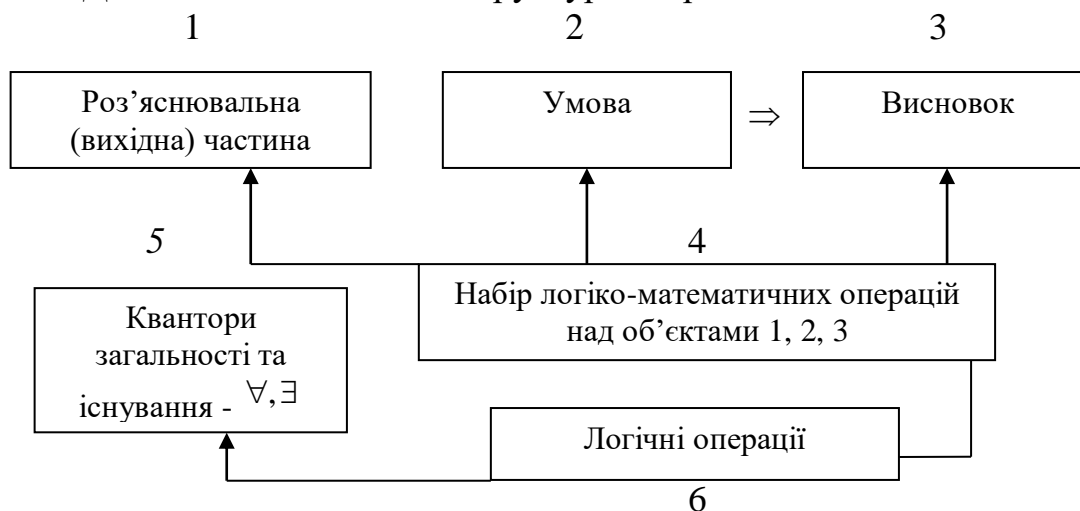 1 2 3
Роз’яснювальна
(вихідна) частина
Умова
⇒
Висновок
5 4
Набір логіко-математичних операцій
над об’єктами 1, 2, 3
Квантори
загальності та
існування - ∀,∃
Логічні операції
6